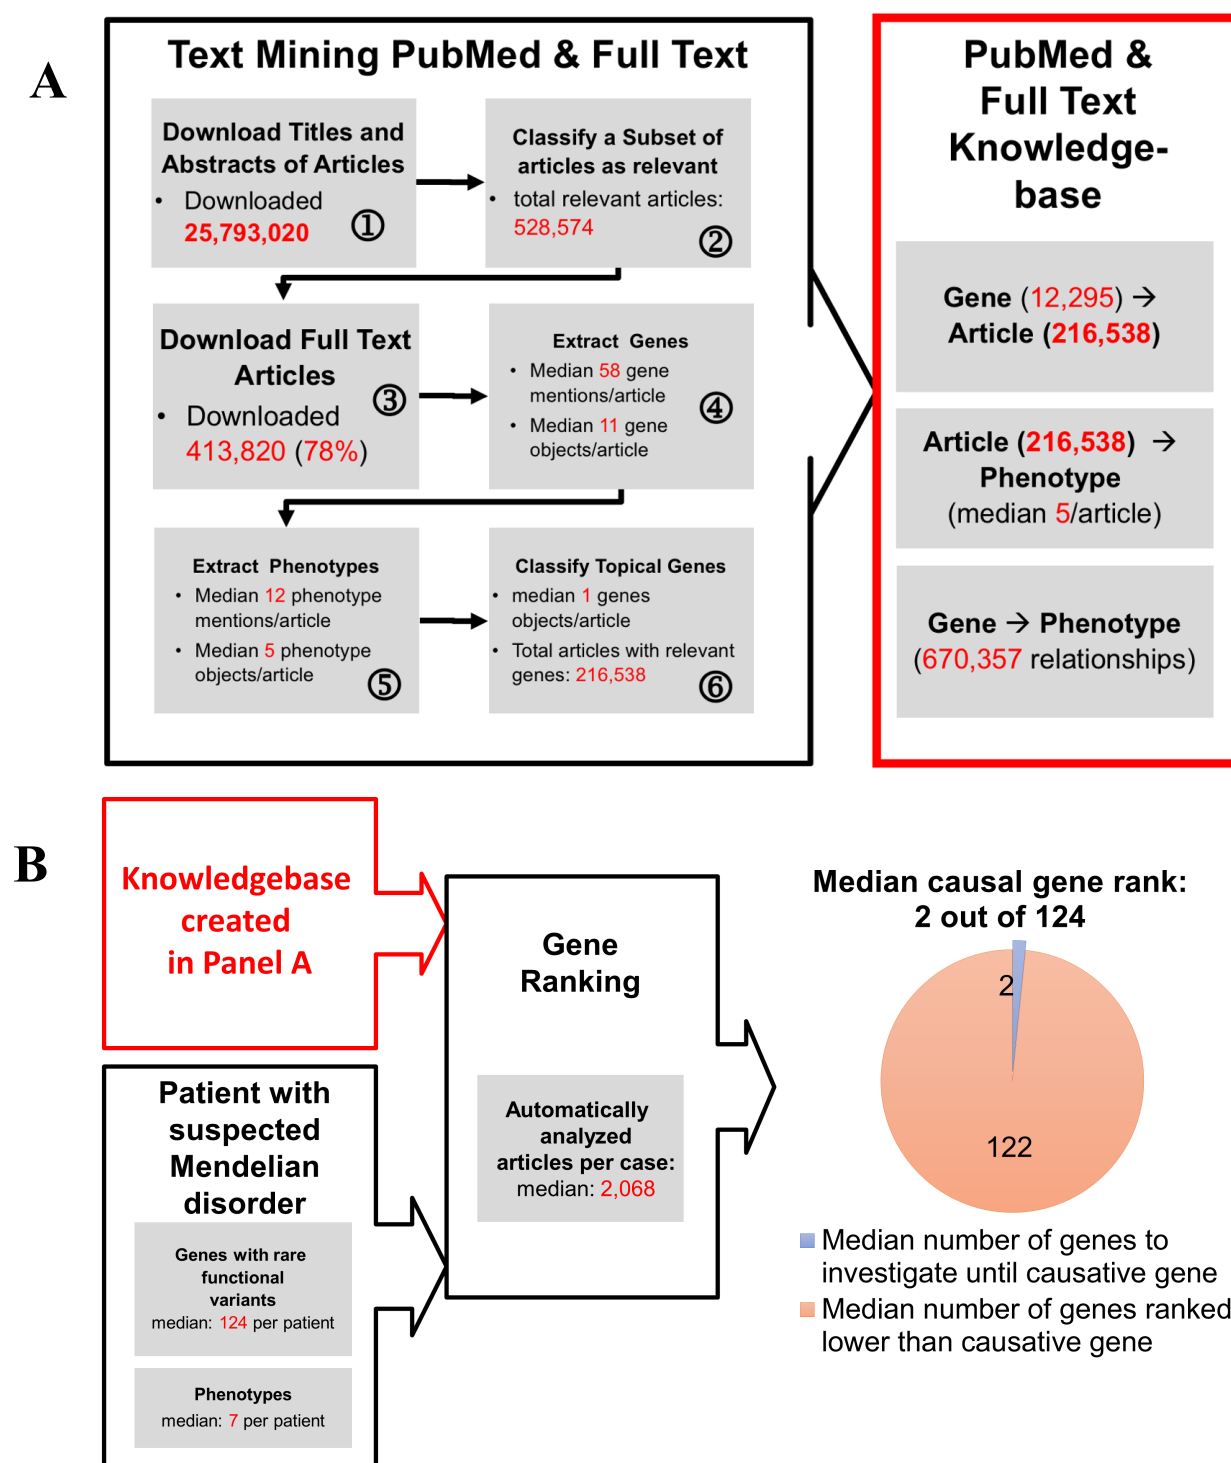 A
Text Mining PubMed & Full Text
Download Titles and
Abstracts of Articles
• Downloaded
25,793,020
①
Classify a Subset of
articles as relevant
• total relevant articles:
528,574
②
Download Full Text
Articles
• Downloaded
413,820 (78%)
③
Extract Genes
• Median 58 gene
mentions/article
• Median 11 gene
objects/article
④
Extract Phenotypes
• Median 12 phenotype
mentions/article
• Median 5 phenotype
objects/article
⑤
Classify Topical Genes
• median 1 genes
objects/article
• Total articles with relevant
genes: 216,538
⑥
PubMed &
Full Text
Knowledge-
base
Gene (12,295) →
Article (216,538)
Article (216,538) →
Phenotype
(median 5/article)
Gene → Phenotype
(670,357 relationships)
B
Knowledgebase
created
in Panel A
Patient with
suspected
Mendelian
disorder
Genes with rare
functional
variants
median: 124 per patient
Phenotypes
median: 7 per patient
Gene
Ranking
Automatically
analyzed
articles per case:
median: 2,068
Median causal gene rank:
2 out of 124
2
122
Median number of genes to
investigate until causative gene
Median number of genes ranked
lower than causative gene